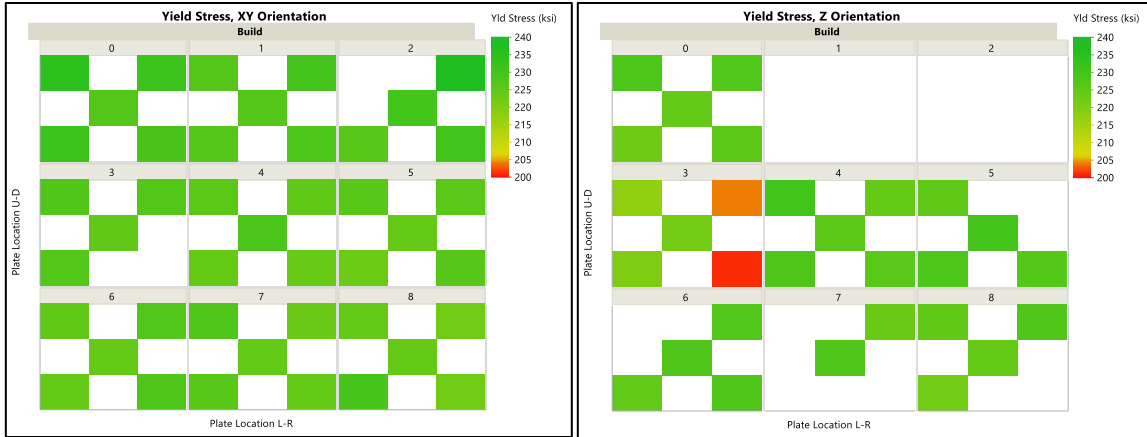 Yield Stress, XY Orientation
Build
0 1 2
3 4 5
6 7 8
Plate Location U-D
Plate Location L-R
Yld Stress (ksi)
240
235
230
225
220
215
210
205
200
Yield Stress, Z Orientation
Build
0 1 2
3 4 5
6 7 8
Plate Location U-D
Plate Location L-R
Yld Stress (ksi)
240
235
230
225
220
215
210
205
200